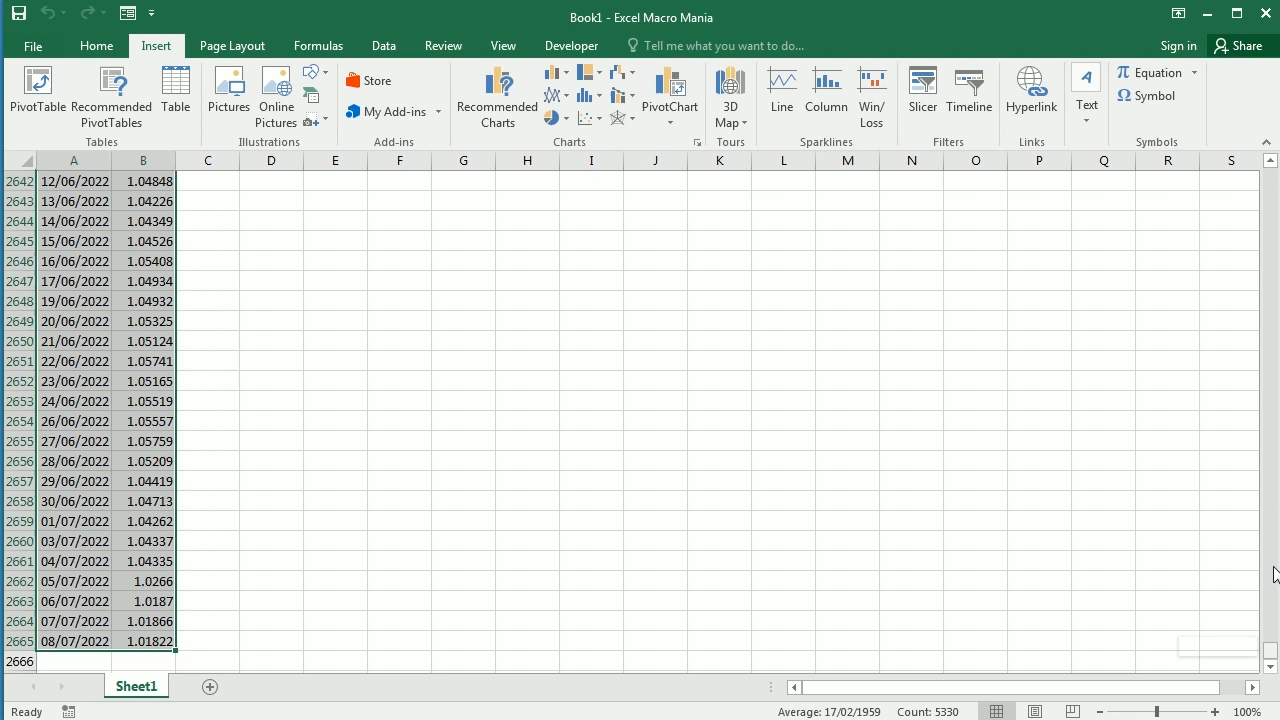 Book1 - Excel Macro Mania
File Home Insert Page Layout Formulas Data Review View Developer Tell me what you want to do... Sign in Share
PivotTable Recommended PivotTables Table
Tables
Pictures Online Pictures
Illustrations
Store
My Add-ins
Add-ins
Recommended Charts
PivotChart
Charts
3D Map
Tours
Line Column Win/ Loss
Sparklines
Slicer Timeline
Filters
Hyperlink
Links
A
Text
π Equation
Ω Symbol
Symbols
A B C D E F G H I J K L M N O P Q R S
2642 12/06/2022 1.04848
2643 13/06/2022 1.04226
2644 14/06/2022 1.04349
2645 15/06/2022 1.04526
2646 16/06/2022 1.05408
2647 17/06/2022 1.04934
2648 19/06/2022 1.04932
2649 20/06/2022 1.05325
2650 21/06/2022 1.05124
2651 22/06/2022 1.05741
2652 23/06/2022 1.05165
2653 24/06/2022 1.05519
2654 26/06/2022 1.05557
2655 27/06/2022 1.05759
2656 28/06/2022 1.05209
2657 29/06/2022 1.04419
2658 30/06/2022 1.04713
2659 01/07/2022 1.04262
2660 03/07/2022 1.04337
2661 04/07/2022 1.04335
2662 05/07/2022 1.0266
2663 06/07/2022 1.0187
2664 07/07/2022 1.01866
2665 08/07/2022 1.01822
2666
Sheet1
Ready Average: 17/02/1959 Count: 5330 100%